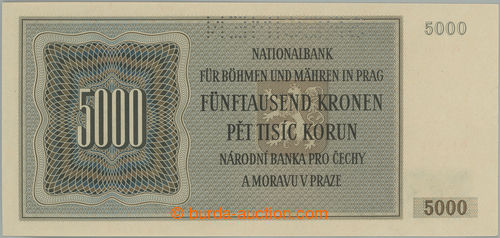 5000
NATIONALBANK
FÜR BÖHMEN UND MÄHREN IN PRAG
FÜNFTAUSEND KRONEN
5000
PĚT TISÍC KORUN
NÁRODNÍ BANKA PRO ČECHY
A MORAVU V PRAZE
5000
burda-auction.com